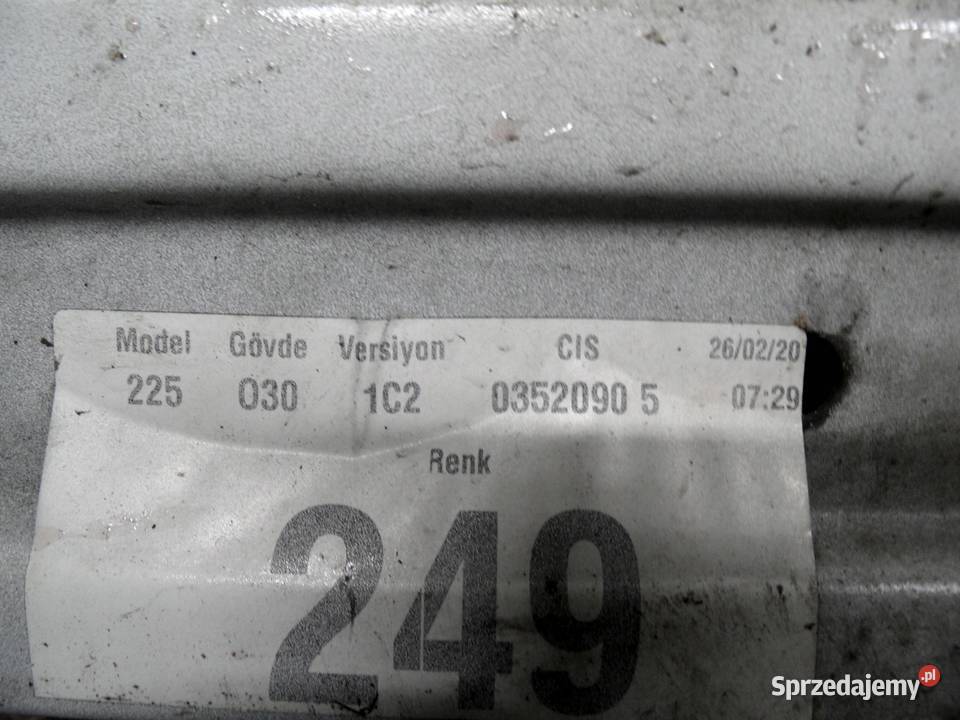 Model Gövde Versiyon CIS 26/02/20
225 030 1C2 0352090 5 07:29
Renk
249
Sprzedajemy.pl